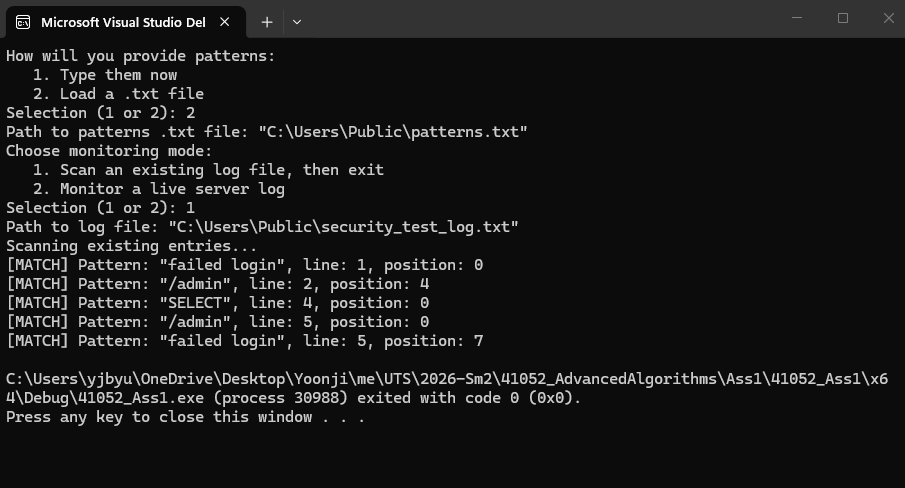 Microsoft Visual Studio Del
How will you provide patterns:
1. Type them now
2. Load a .txt file
Selection (1 or 2): 2
Path to patterns .txt file: "C:\Users\Public\patterns.txt"
Choose monitoring mode:
1. Scan an existing log file, then exit
2. Monitor a live server log
Selection (1 or 2): 1
Path to log file: "C:\Users\Public\security_test_log.txt"
Scanning existing entries...
[MATCH] Pattern: "failed login", line: 1, position: 0
[MATCH] Pattern: "/admin", line: 2, position: 4
[MATCH] Pattern: "SELECT", line: 4, position: 0
[MATCH] Pattern: "/admin", line: 5, position: 0
[MATCH] Pattern: "failed login", line: 5, position: 7
C:\Users\yjbyu\OneDrive\Desktop\Yoonji\me\UTS\2026-Sm2\41052_AdvancedAlgorithms\Ass1\41052_Ass1\x6
4\Debug\41052_Ass1.exe (process 30988) exited with code 0 (0x0).
Press any key to close this window . . .